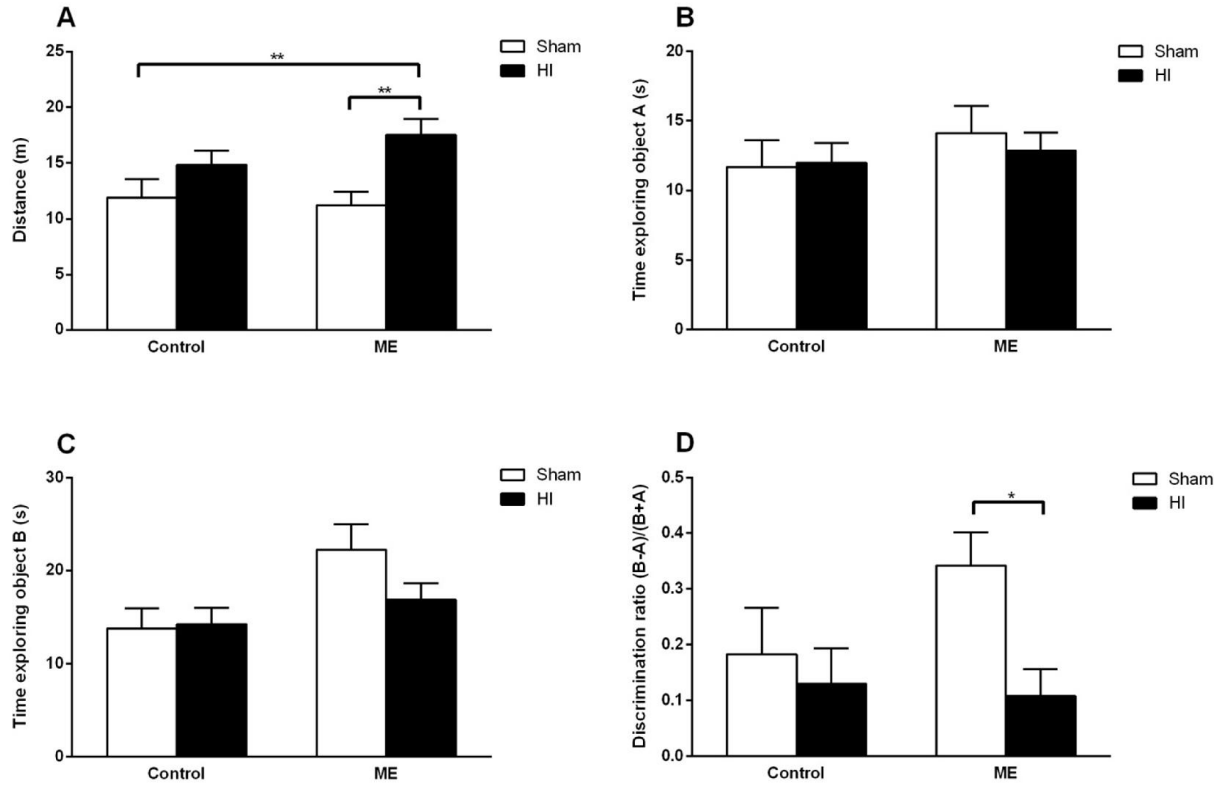 A
Distance (m)
25
20
15
10
5
0
**
**
Control
ME
Sham
HI
B
Time exploring object A (s)
20
15
10
5
0
Control
ME
Sham
HI
C
Time exploring object B (s)
30
20
10
0
Control
ME
Sham
HI
D
Discrimination ratio (B-A)/(B+A)
0.5
0.4
0.3
0.2
0.1
0.0
*
Control
ME
Sham
HI